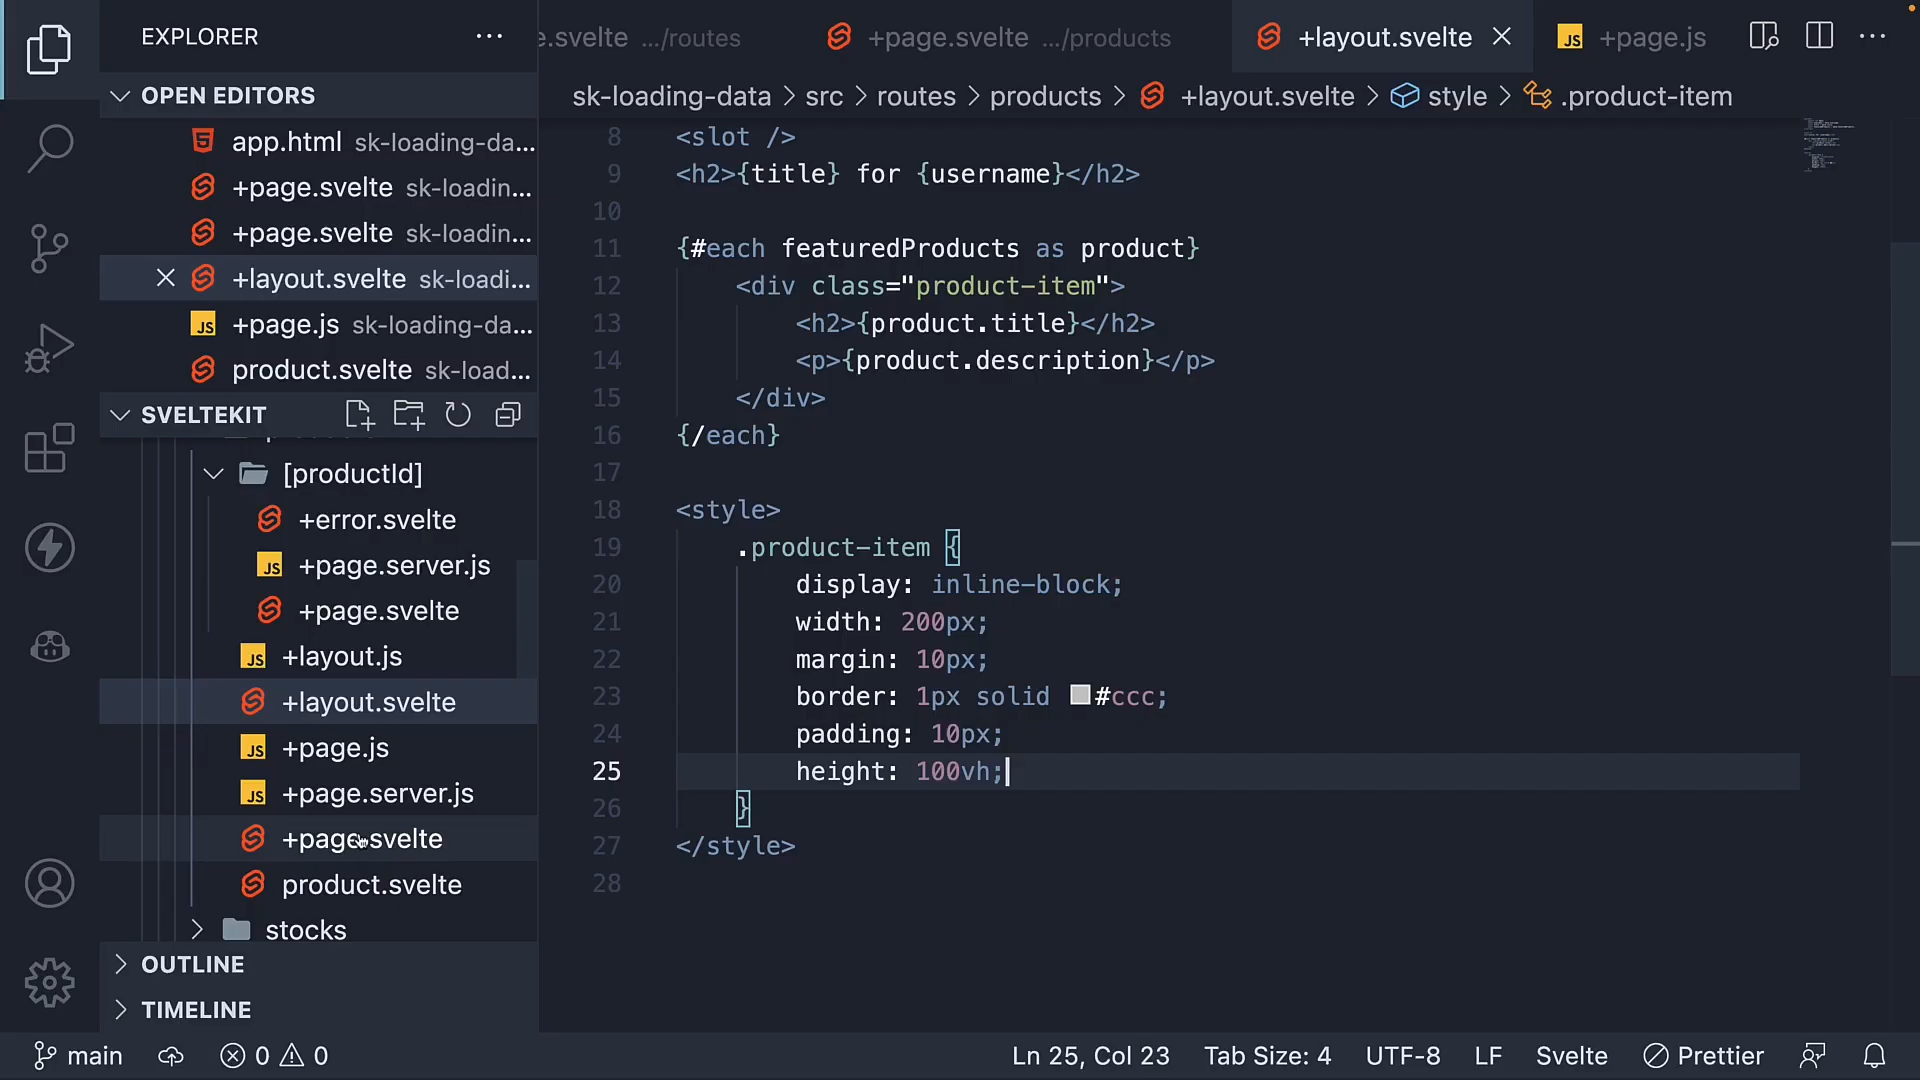 EXPLORER
e.svelte .../routes
+page.svelte .../products
+layout.svelte
JS +page.js
OPEN EDITORS
sk-loading-data > src > routes > products > +layout.svelte > style > .product-item
app.html sk-loading-da...
+page.svelte sk-loadin...
+page.svelte sk-loadin...
+layout.svelte sk-loadi...
JS +page.js sk-loading-da...
product.svelte sk-load...
SVELTEKIT
[productId]
+error.svelte
JS +page.server.js
+page.svelte
JS +layout.js
+layout.svelte
JS +page.js
JS +page.server.js
+page.svelte
product.svelte
stocks
OUTLINE
TIMELINE
8 <slot />
9 <h2>{title} for {username}</h2>
10
11 {#each featuredProducts as product}
12 <div class="product-item">
13 <h2>{product.title}</h2>
14 <p>{product.description}</p>
15 </div>
16 {/each}
17
18 <style>
19 .product-item {
20 display: inline-block;
21 width: 200px;
22 margin: 10px;
23 border: 1px solid #ccc;
24 padding: 10px;
25 height: 100vh;
26 }
27 </style>
28
main 0 0 Ln 25, Col 23 Tab Size: 4 UTF-8 LF Svelte Prettier